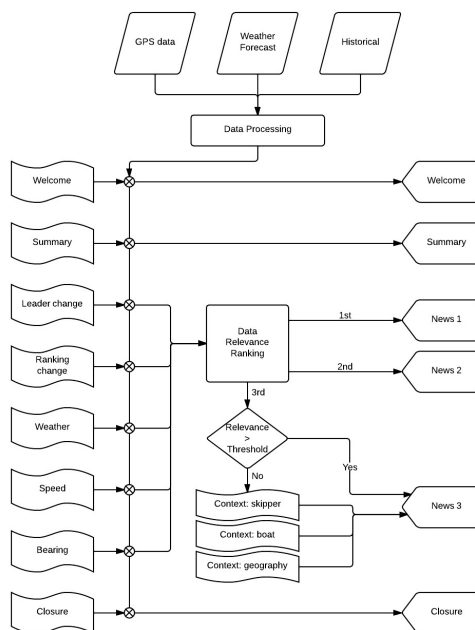 GPS data
Weather
Forecast
Historical
Data Processing
Welcome
Welcome
Summary
Summary
Leader change
Data
Relevance
Ranking
1st
News 1
Ranking
change
2nd
News 2
3rd
Weather
Relevance
>
Threshold
No
Yes
Speed
Context: skipper
News 3
Context: boat
Bearing
Context: geography
Closure
Closure